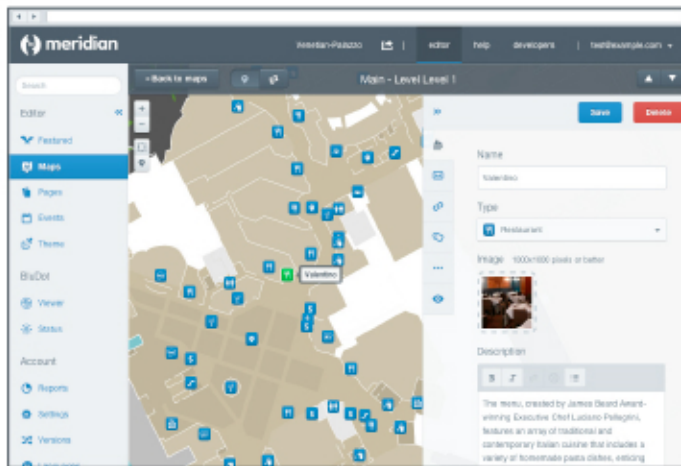 meridian
Venetian-Palazzo
editor
help
developers
test@example.com
Search
« Back to maps
Main - Level Level 1
Editor
Featured
Maps
Pages
Events
Theme
BluDot
Viewer
Status
Account
Reports
Settings
Versions
Languages
Valentino
Save
Delete
Name
Valentino
Type
Restaurant
Image 1000x1000 pixels or better
Description
B I
The menu, created by James Beard Award-
winning Executive Chef Luciano Pellegrini,
features an array of traditional and
contemporary Italian cuisine that includes a
variety of homemade pasta dishes, enticing